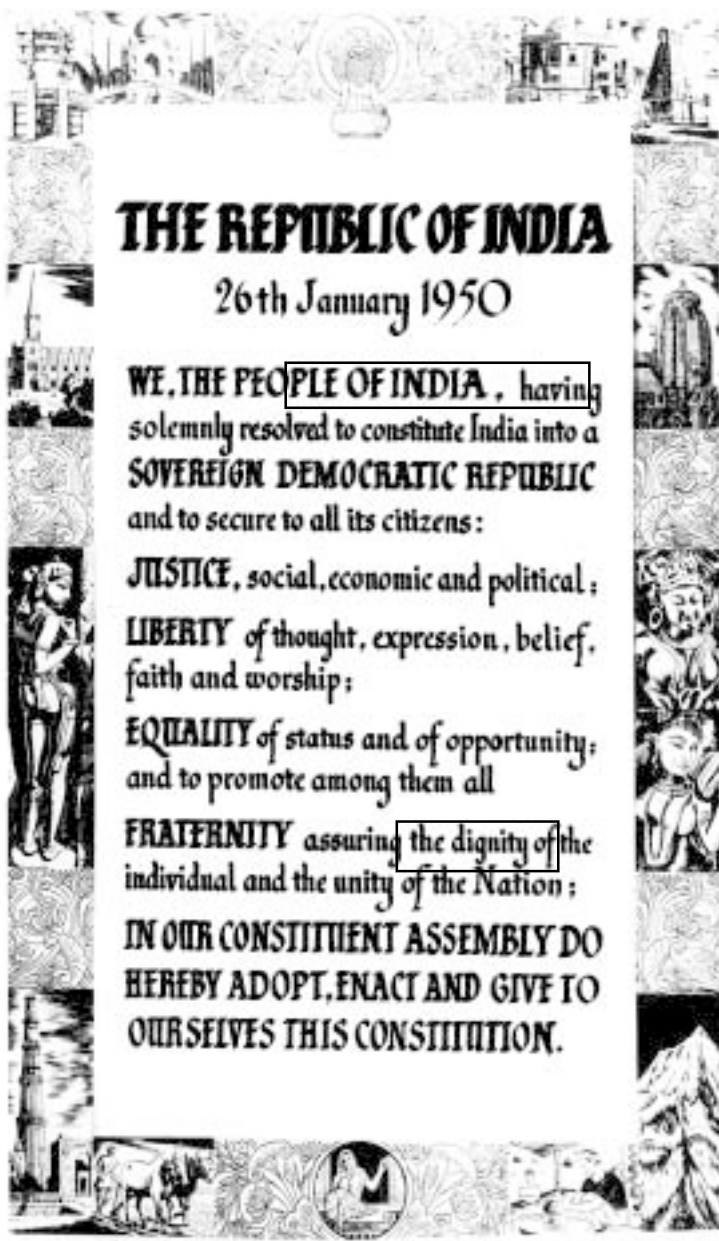 THE REPUBLIC OF INDIA
26th January 1950
WE, THE PEOPLE OF INDIA, having
solemnly resolved to constitute India into a
SOVEREIGN DEMOCRATIC REPUBLIC
and to secure to all its citizens:
JUSTICE, social, economic and political;
LIBERTY of thought, expression, belief,
faith and worship;
EQUALITY of status and of opportunity;
and to promote among them all
FRATERNITY assuring the dignity of the
individual and the unity of the Nation;
IN OUR CONSTITUENT ASSEMBLY DO
HEREBY ADOPT, ENACT AND GIVE TO
OURSELVES THIS CONSTITUTION.